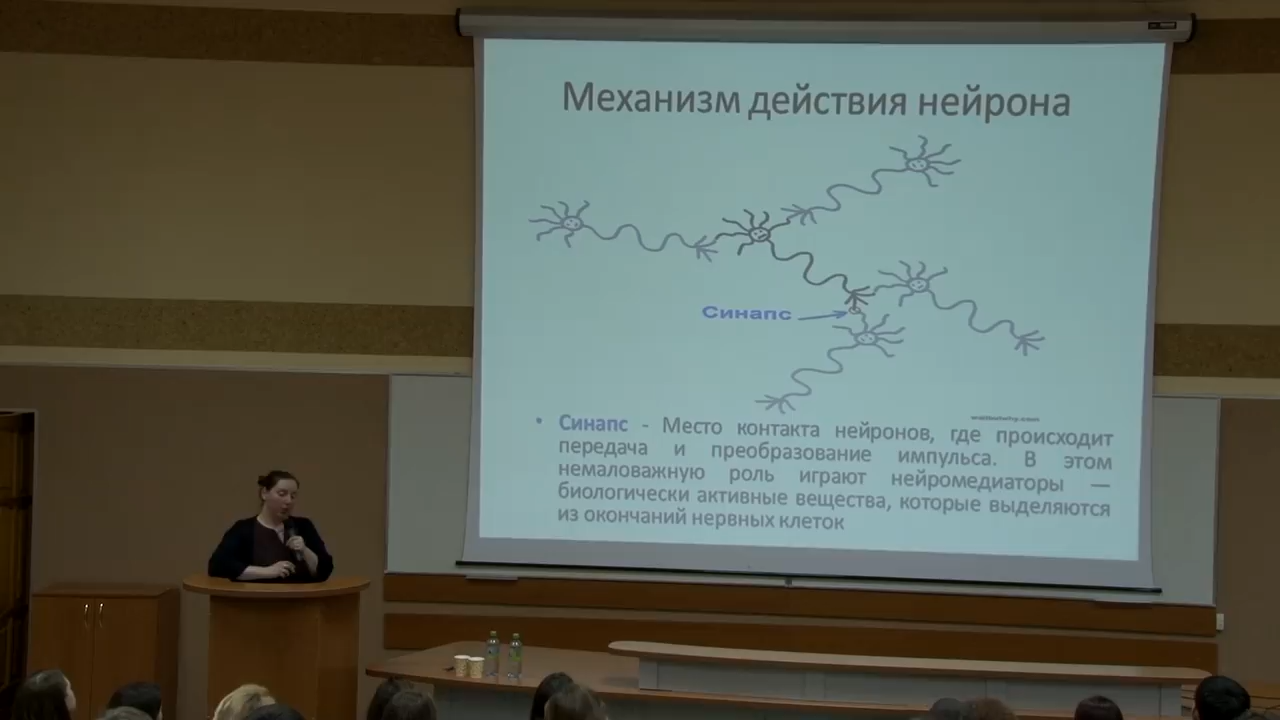 Механизм действия нейрона
Синапс
• Синапс - Место контакта нейронов, где происходит
передача и преобразование импульса. В этом
немаловажную роль играют нейромедиаторы —
биологически активные вещества, которые выделяются
из окончаний нервных клеток